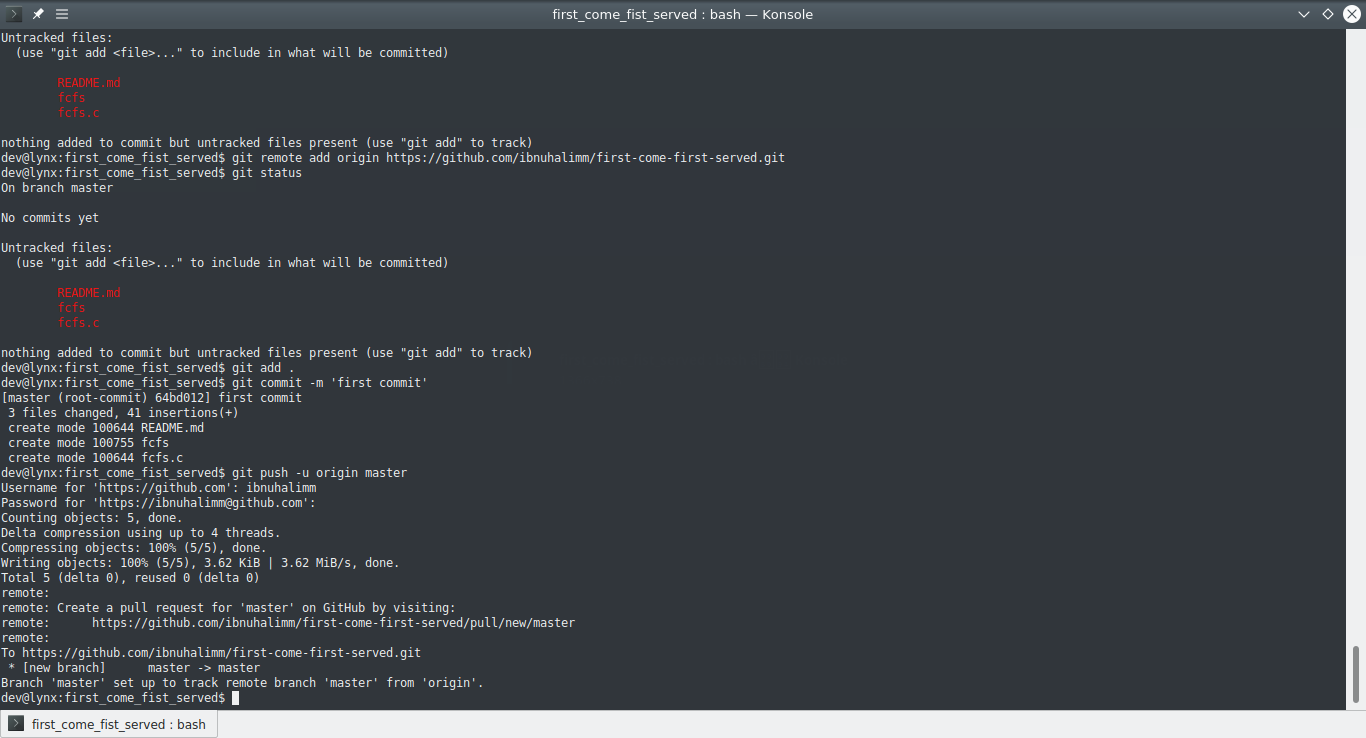 first_come_fist_served : bash — Konsole
Untracked files:
  (use "git add <file>..." to include in what will be committed)
        README.md
        fcfs
        fcfs.c
nothing added to commit but untracked files present (use "git add" to track)
dev@lynx:first_come_fist_served$ git remote add origin https://github.com/ibnuhalimm/first-come-first-served.git
dev@lynx:first_come_fist_served$ git status
On branch master
No commits yet
Untracked files:
  (use "git add <file>..." to include in what will be committed)
        README.md
        fcfs
        fcfs.c
nothing added to commit but untracked files present (use "git add" to track)
dev@lynx:first_come_fist_served$ git add .
dev@lynx:first_come_fist_served$ git commit -m 'first commit'
[master (root-commit) 64bd012] first commit
 3 files changed, 41 insertions(+)
 create mode 100644 README.md
 create mode 100755 fcfs
 create mode 100644 fcfs.c
dev@lynx:first_come_fist_served$ git push -u origin master
Username for 'https://github.com': ibnuhalimm
Password for 'https://ibnuhalimm@github.com':
Counting objects: 5, done.
Delta compression using up to 4 threads.
Compressing objects: 100% (5/5), done.
Writing objects: 100% (5/5), 3.62 KiB | 3.62 MiB/s, done.
Total 5 (delta 0), reused 0 (delta 0)
remote:
remote: Create a pull request for 'master' on GitHub by visiting:
remote:      https://github.com/ibnuhalimm/first-come-first-served/pull/new/master
remote:
To https://github.com/ibnuhalimm/first-come-first-served.git
 * [new branch]      master -> master
Branch 'master' set up to track remote branch 'master' from 'origin'.
dev@lynx:first_come_fist_served$
first_come_fist_served : bash